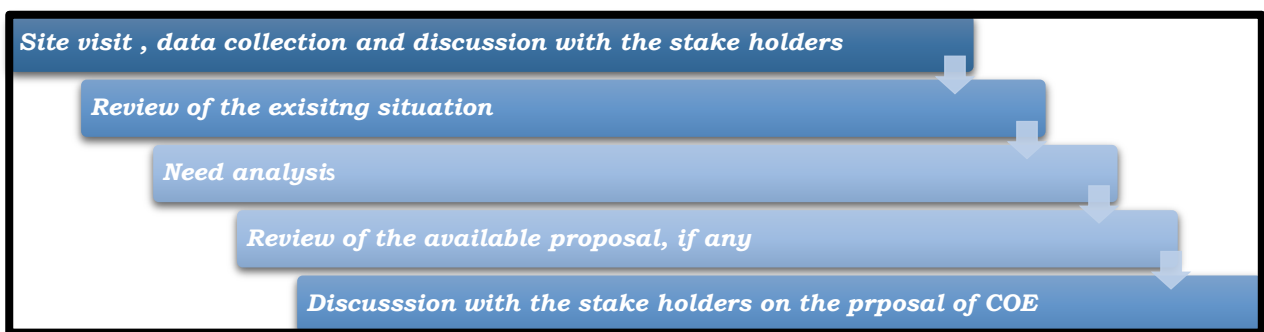 Site visit , data collection and discussion with the stake holders
Review of the exisitng situation
Need analysis
Review of the available proposal, if any
Discusssion with the stake holders on the prposal of COE